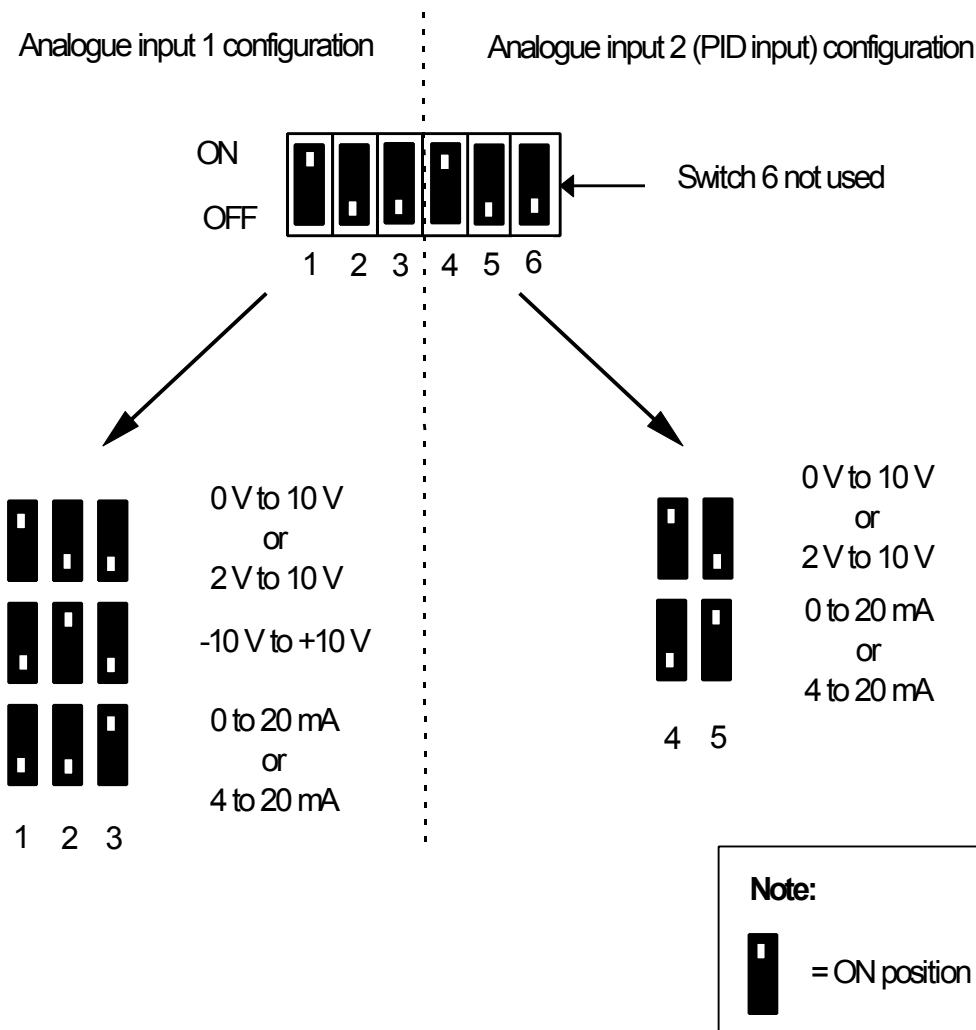 Analogue input 1 configuration
Analogue input 2 (PID input) configuration
ON
OFF
Switch 6 not used
1 2 3 4 5 6
0 V to 10 V
or
2 V to 10 V
-10 V to +10 V
0 to 20 mA
or
4 to 20 mA
1 2 3
0 V to 10 V
or
2 V to 10 V
0 to 20 mA
or
4 to 20 mA
4 5
Note:
= ON position